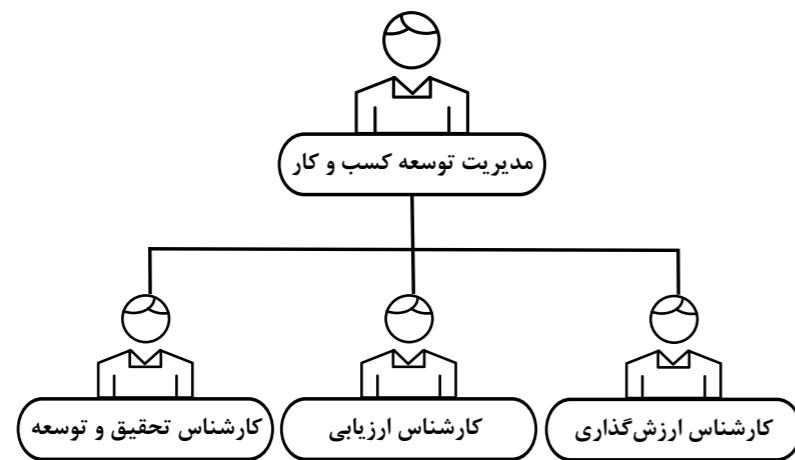 مدیریت توسعه کسب و کار
کارشناس ارزش‌گذاری
کارشناس ارزیابی
کارشناس تحقیق و توسعه